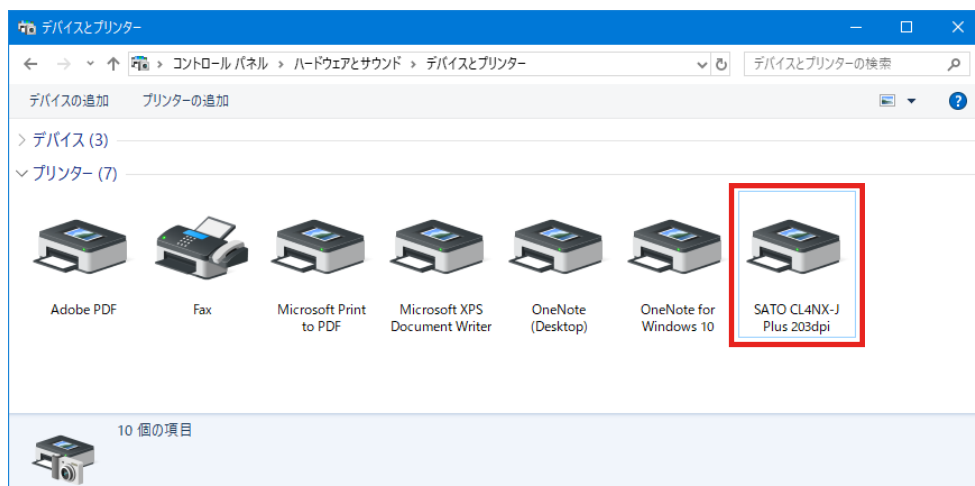 デバイスとプリンター
コントロール パネル › ハードウェアとサウンド › デバイスとプリンター
デバイスとプリンターの検索
デバイスの追加 プリンターの追加
デバイス (3)
プリンター (7)
Adobe PDF
Fax
Microsoft Print
to PDF
Microsoft XPS
Document Writer
OneNote
(Desktop)
OneNote for
Windows 10
SATO CL4NX-J
Plus 203dpi
10 個の項目